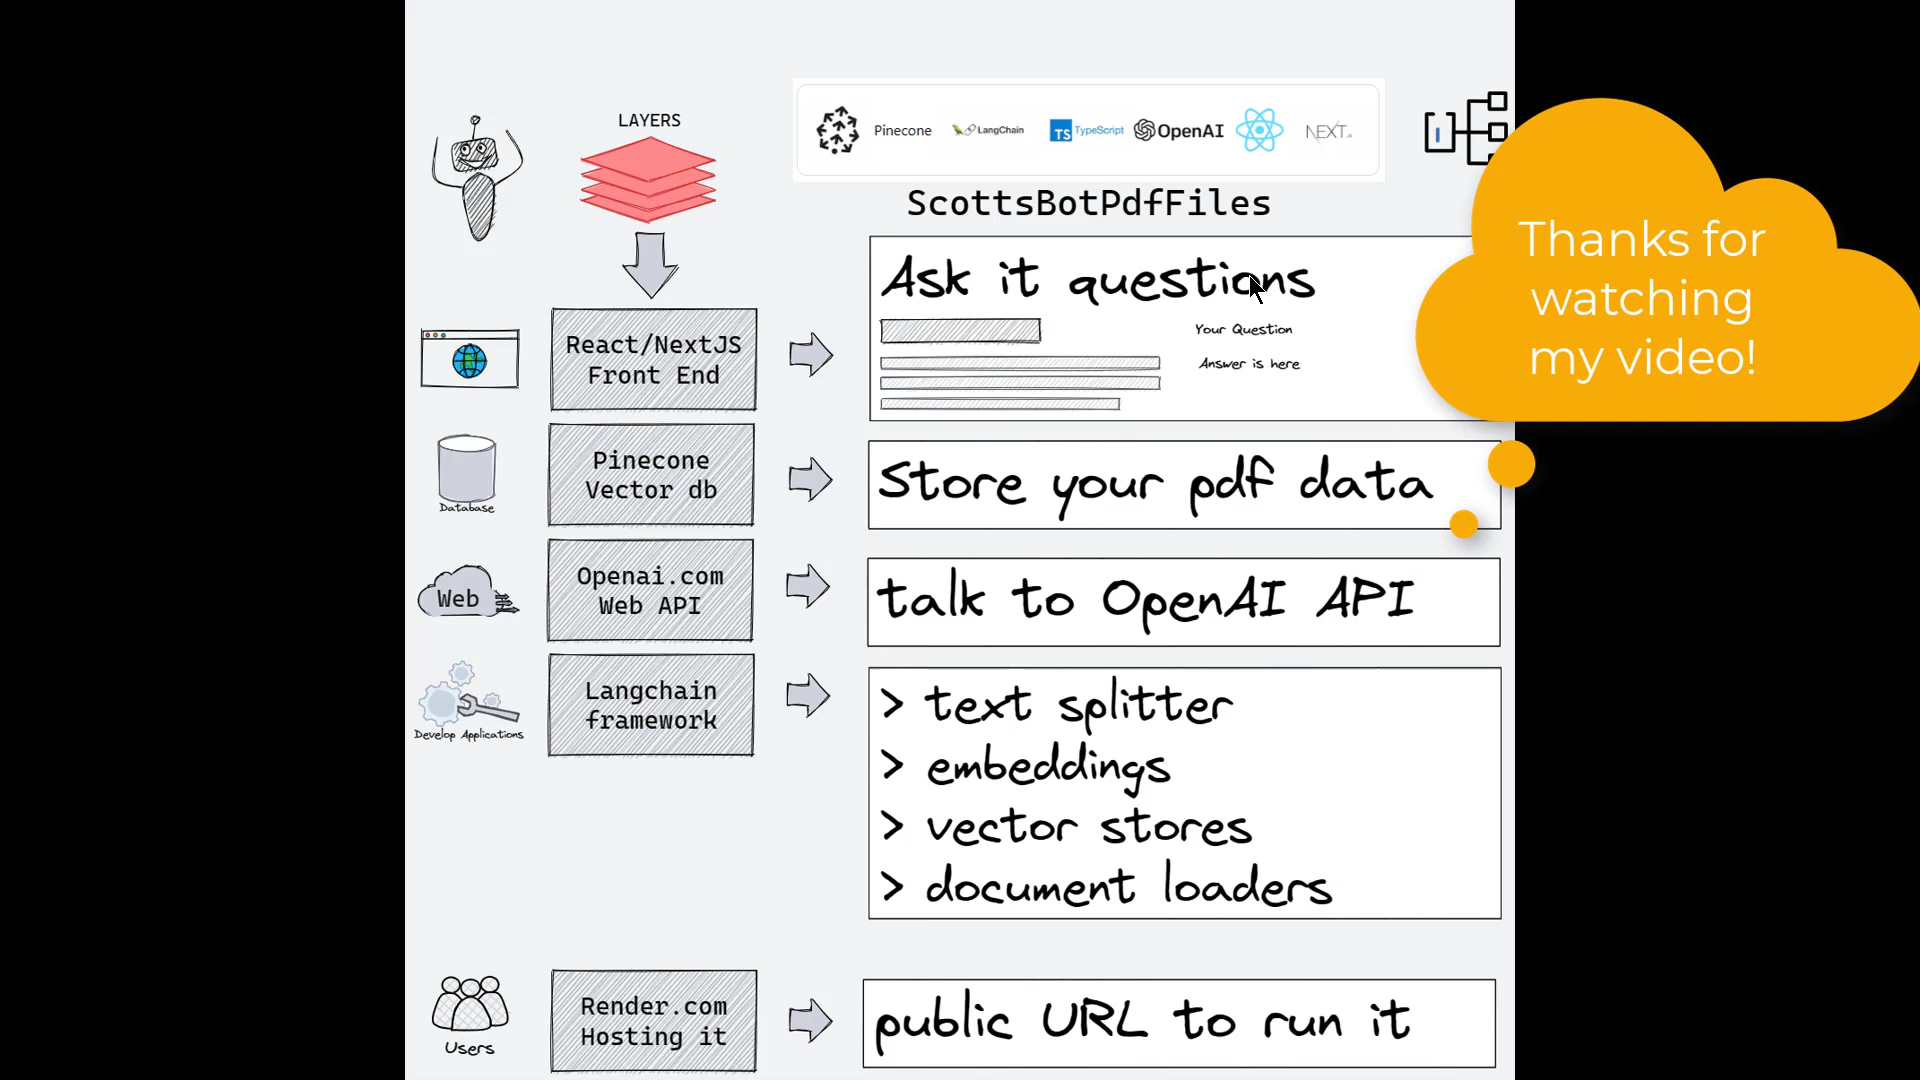 LAYERS
Pinecone
LangChain
TS TypeScript
OpenAI
NEXT.JS
ScottsBotPdfFiles
Thanks for
watching
my video!
Ask it questions
Your Question
Answer is here
React/NextJS
Front End
Database
Pinecone
Vector db
Store your pdf data
Web
Openai.com
Web API
talk to OpenAI API
Develop Applications
Langchain
framework
> text splitter
> embeddings
> vector stores
> document loaders
Users
Render.com
Hosting it
public URL to run it